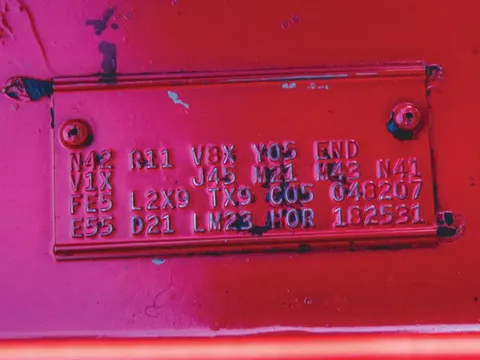 N42 R11 V8X Y05 END
V1X J45 M21 M43 N41
FE5 L2X9 TX9 C05 048207
E55 D21 LM23 HOR 182531